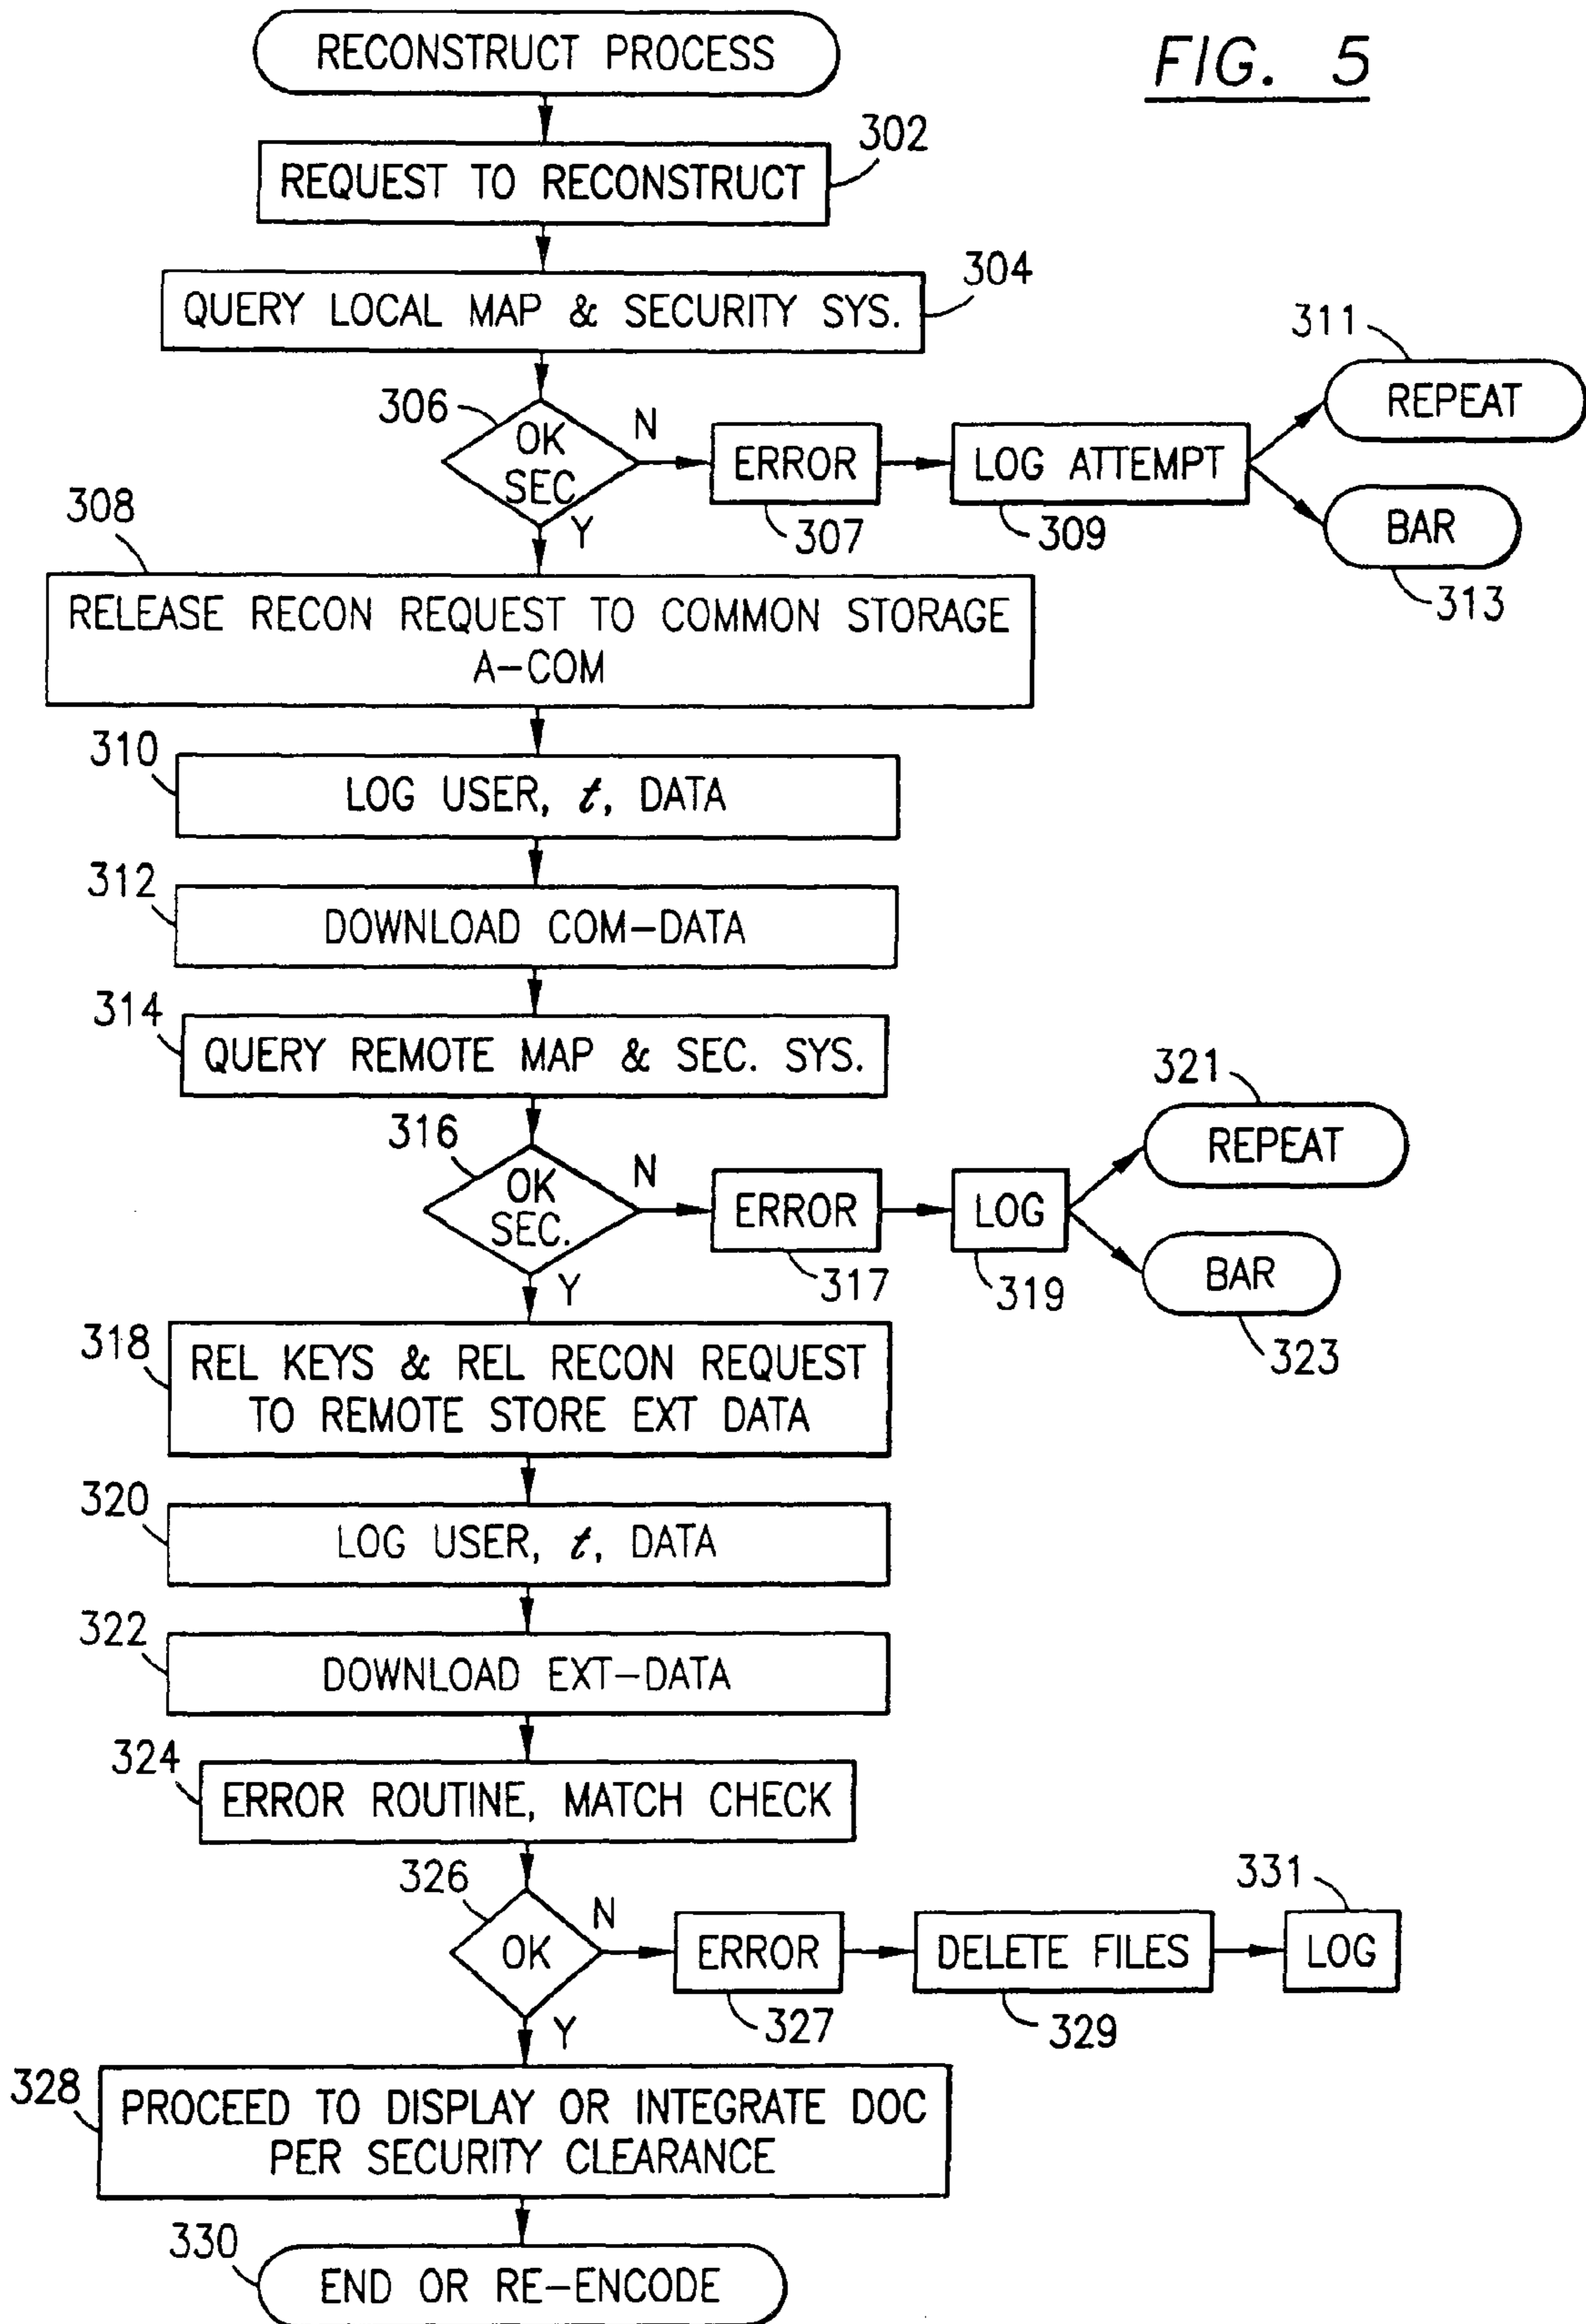 RECONSTRUCT PROCESS
FIG. 5
302
REQUEST TO RECONSTRUCT
304
QUERY LOCAL MAP & SECURITY SYS.
311
REPEAT
306
OK
SEC
N
Y
ERROR
307
LOG ATTEMPT
309
BAR
313
308
RELEASE RECON REQUEST TO COMMON STORAGE
A-COM
310
LOG USER, t, DATA
312
DOWNLOAD COM-DATA
314
QUERY REMOTE MAP & SEC. SYS.
321
REPEAT
316
OK
SEC.
N
Y
ERROR
317
LOG
319
BAR
323
318
REL KEYS & REL RECON REQUEST
TO REMOTE STORE EXT DATA
320
LOG USER, t, DATA
322
DOWNLOAD EXT-DATA
324
ERROR ROUTINE, MATCH CHECK
326
OK
N
Y
ERROR
327
DELETE FILES
329
331
LOG
328
PROCEED TO DISPLAY OR INTEGRATE DOC
PER SECURITY CLEARANCE
330
END OR RE-ENCODE